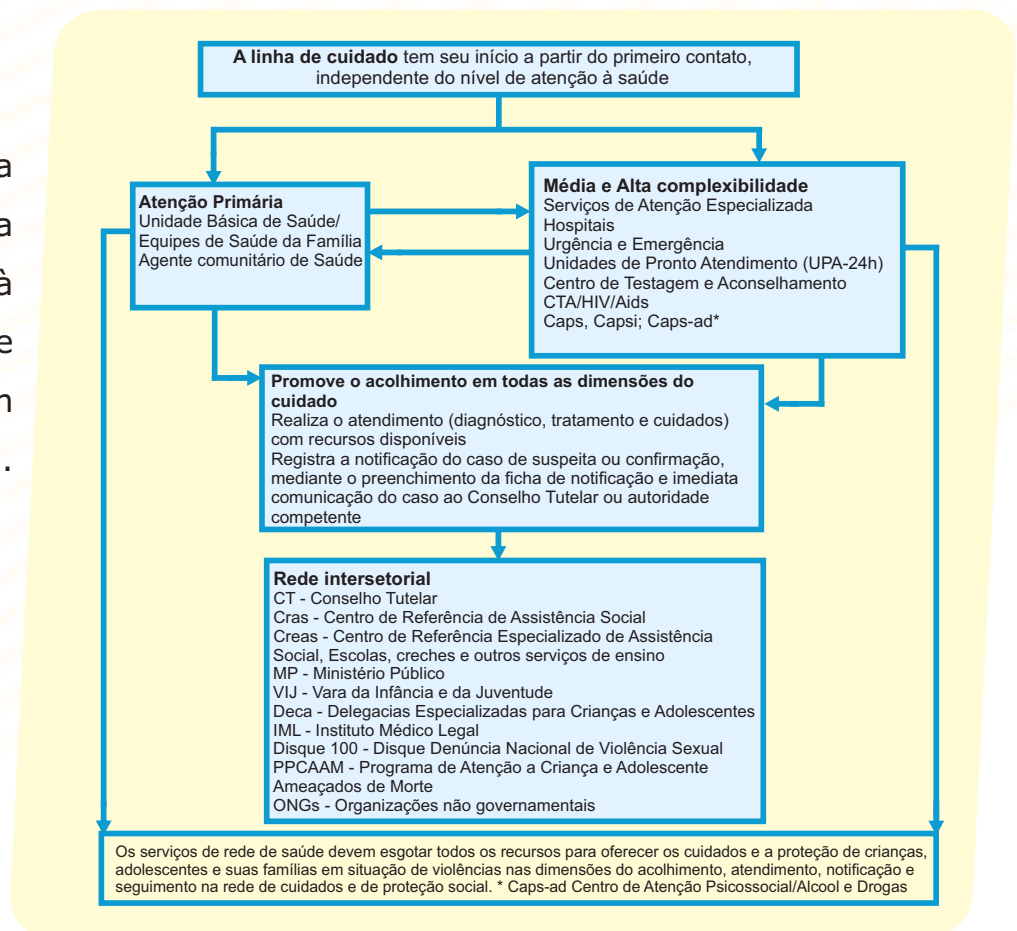 a
a
à
e
n
.
A linha de cuidado tem seu início a partir do primeiro contato,
independente do nível de atenção à saúde
Atenção Primária
Unidade Básica de Saúde/
Equipes de Saúde da Família
Agente comunitário de Saúde
Média e Alta complexibilidade
Serviços de Atenção Especializada
Hospitais
Urgência e Emergência
Unidades de Pronto Atendimento (UPA-24h)
Centro de Testagem e Aconselhamento
CTA/HIV/Aids
Caps, Capsi; Caps-ad*
Promove o acolhimento em todas as dimensões do
cuidado
Realiza o atendimento (diagnóstico, tratamento e cuidados)
com recursos disponíveis
Registra a notificação do caso de suspeita ou confirmação,
mediante o preenchimento da ficha de notificação e imediata
comunicação do caso ao Conselho Tutelar ou autoridade
competente
Rede intersetorial
CT - Conselho Tutelar
Cras - Centro de Referência de Assistência Social
Creas - Centro de Referência Especializado de Assistência
Social, Escolas, creches e outros serviços de ensino
MP - Ministério Público
VIJ - Vara da Infância e da Juventude
Deca - Delegacias Especializadas para Crianças e Adolescentes
IML - Instituto Médico Legal
Disque 100 - Disque Denúncia Nacional de Violência Sexual
PPCAAM - Programa de Atenção a Criança e Adolescente
Ameaçados de Morte
ONGs - Organizações não governamentais
Os serviços de rede de saúde devem esgotar todos os recursos para oferecer os cuidados e a proteção de crianças,
adolescentes e suas famílias em situação de violências nas dimensões do acolhimento, atendimento, notificação e
seguimento na rede de cuidados e de proteção social. * Caps-ad Centro de Atenção Psicossocial/Alcool e Drogas